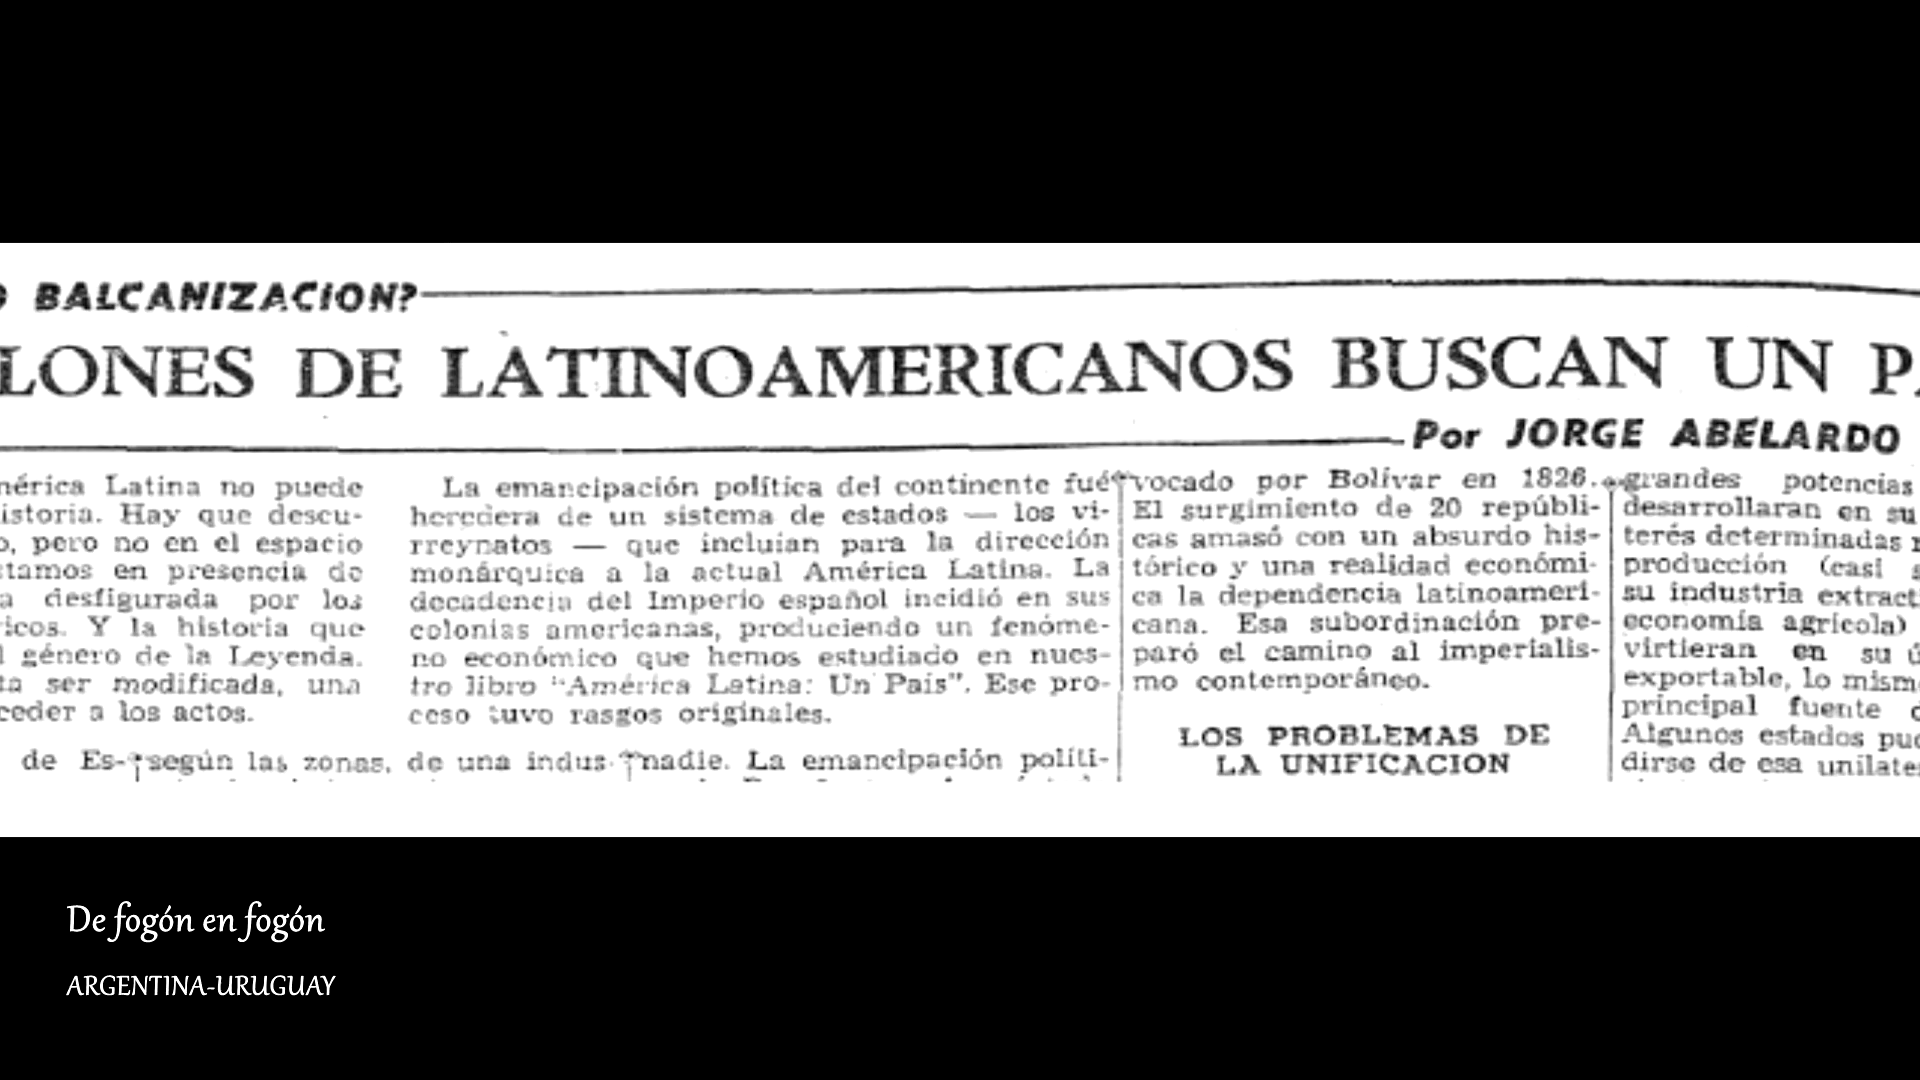 BALCANIZACION?
LONES DE LATINOAMERICANOS BUSCAN UN
Por JORGE ABELARDO
mérica Latina no puede
istoria. Hay que descu-
o, pero no en el espacio
stamos en presencia de
a desfigurada por los
ricos. Y la historia que
l género de la Leyenda.
ta ser modificada, una
ceder a los actos.
de Es-
según las zonas, de una indus
La emancipación política del continente fué
heredera de un sistema de estados — los vi-
rreynatos — que incluian para la dirección
monárquica a la actual América Latina. La
decadencia del Imperio español incidió en sus
colonias americanas, produciendo un fenóme-
no económico que hemos estudiado en nues-
tro libro "América Latina: Un País". Ese pro-
ceso tuvo rasgos originales.
nadie. La emancipación políti-
vocado por Bolívar en 1826.
El surgimiento de 20 repúbli-
cas amasó con un absurdo his-
tórico y una realidad económi-
ca la dependencia latinoameri-
cana. Esa subordinación pre-
paró el camino al imperialis-
mo contemporáneo.
LOS PROBLEMAS DE
LA UNIFICACION
grandes potencias
desarrollaran en su
terés determinadas
producción (casi
su industria extract
economía agrícola)
virtieran en su
exportable, lo mism
principal fuente
Algunos estados pu
dirse de esa unilate
De fogón en fogón
ARGENTINA-URUGUAY